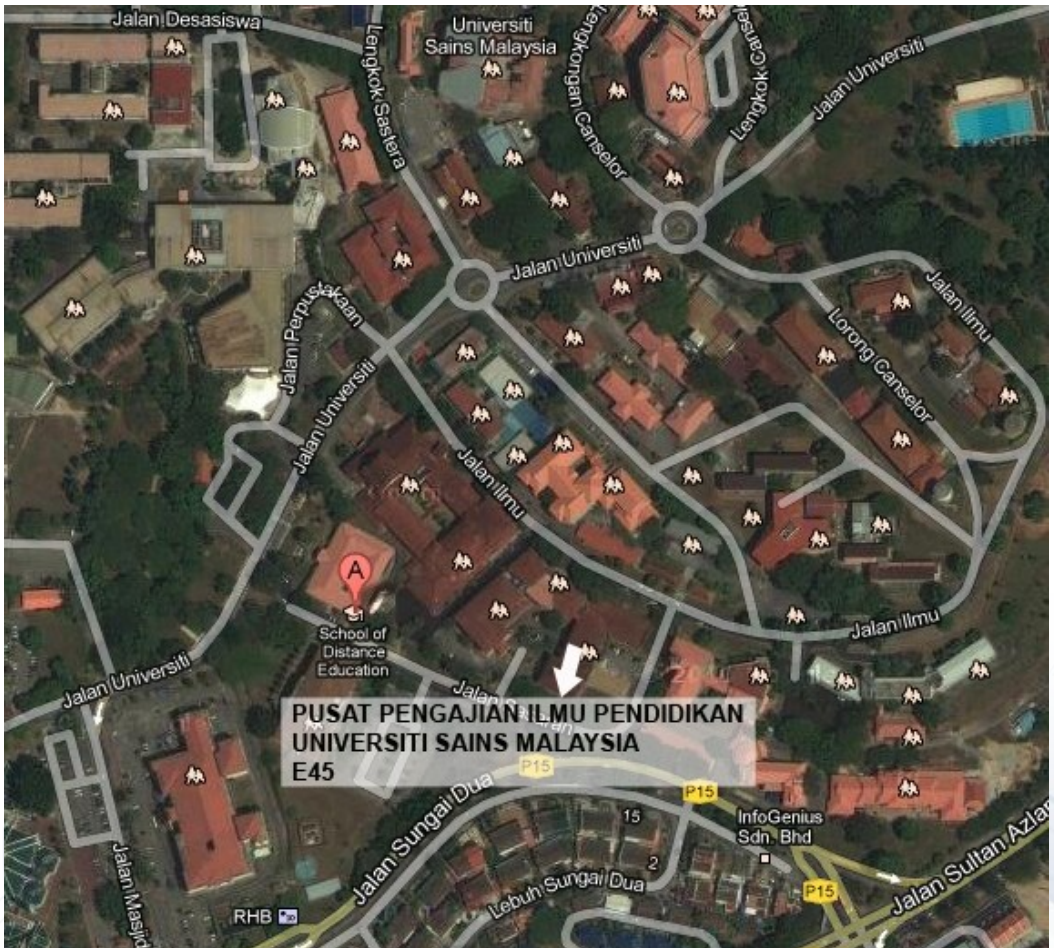 Jalan Desasiswa
Lengkok Sastera
Universiti
Sains Malaysia
Lengkongan Canselor
Lengkok Cansel
Jalan Universiti
Jalan Universiti
Jalan Ilmu
Lorong Canselor
Jalan Perpustakaan
Jalan Universiti
Jalan Ilmu
A
School of
Distance
Education
Jalan Ilmu
Jalan Universiti
PUSAT PENGAJIAN ILMU PENDIDIKAN
UNIVERSITI SAINS MALAYSIA
E45
P15
P15
Jalan Sungai Dua
15
2
InfoGenius
Sdn. Bhd
Jalan Masjid
Lebuh Sungai Dua
P15
Jalan Sultan Azlan
RHB